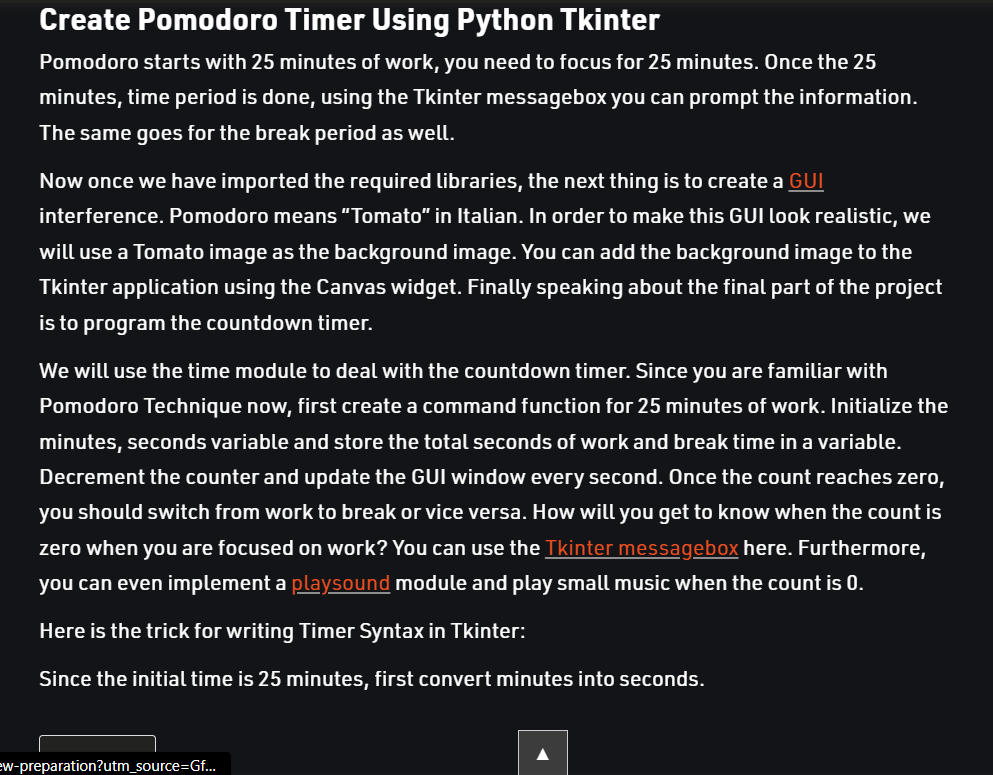 Create Pomodoro Timer Using Python Tkinter
Pomodoro starts with 25 minutes of work, you need to focus for 25 minutes. Once the 25
minutes, time period is done, using the Tkinter messagebox you can prompt the information.
The same goes for the break period as well.
Now once we have imported the required libraries, the next thing is to create a GUI
interference. Pomodoro means “Tomato” in Italian. In order to make this GUI look realistic, we
will use a Tomato image as the background image. You can add the background image to the
Tkinter application using the Canvas widget. Finally speaking about the final part of the project
is to program the countdown timer.
We will use the time module to deal with the countdown timer. Since you are familiar with
Pomodoro Technique now, first create a command function for 25 minutes of work. Initialize the
minutes, seconds variable and store the total seconds of work and break time in a variable.
Decrement the counter and update the GUI window every second. Once the count reaches zero,
you should switch from work to break or vice versa. How will you get to know when the count is
zero when you are focused on work? You can use the Tkinter messagebox here. Furthermore,
you can even implement a playsound module and play small music when the count is 0.
Here is the trick for writing Timer Syntax in Tkinter:
Since the initial time is 25 minutes, first convert minutes into seconds.
ew-preparation?utm_source=Gf...